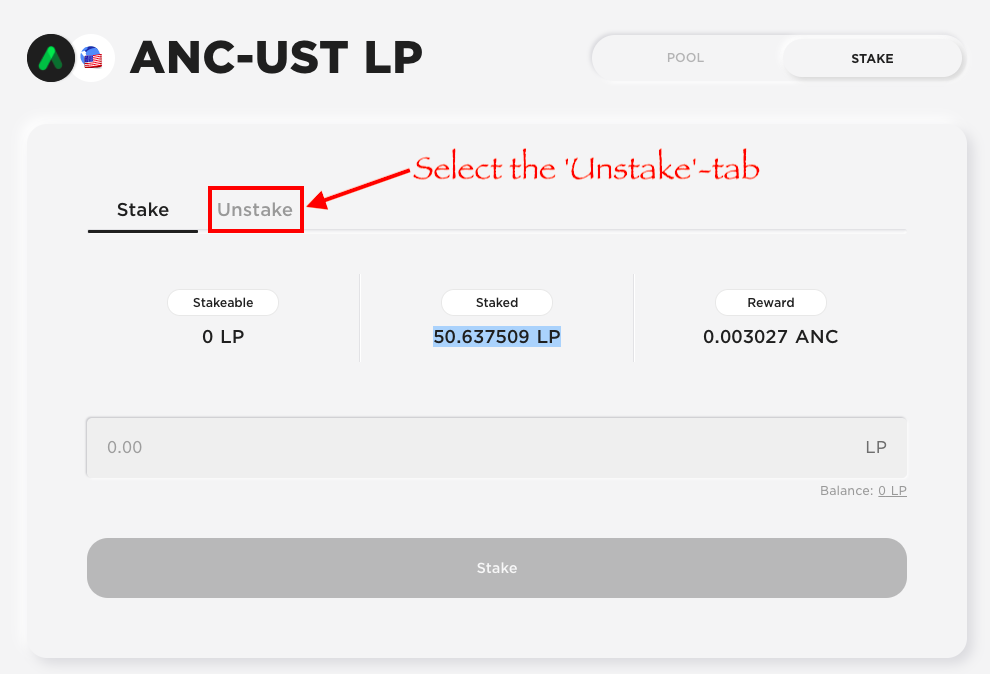 ANC-UST LP
POOL
STAKE
Select the 'Unstake'-tab
Stake
Unstake
Stakeable
Staked
Reward
0 LP
50.637509 LP
0.003027 ANC
0.00
LP
Balance: 0 LP
Stake